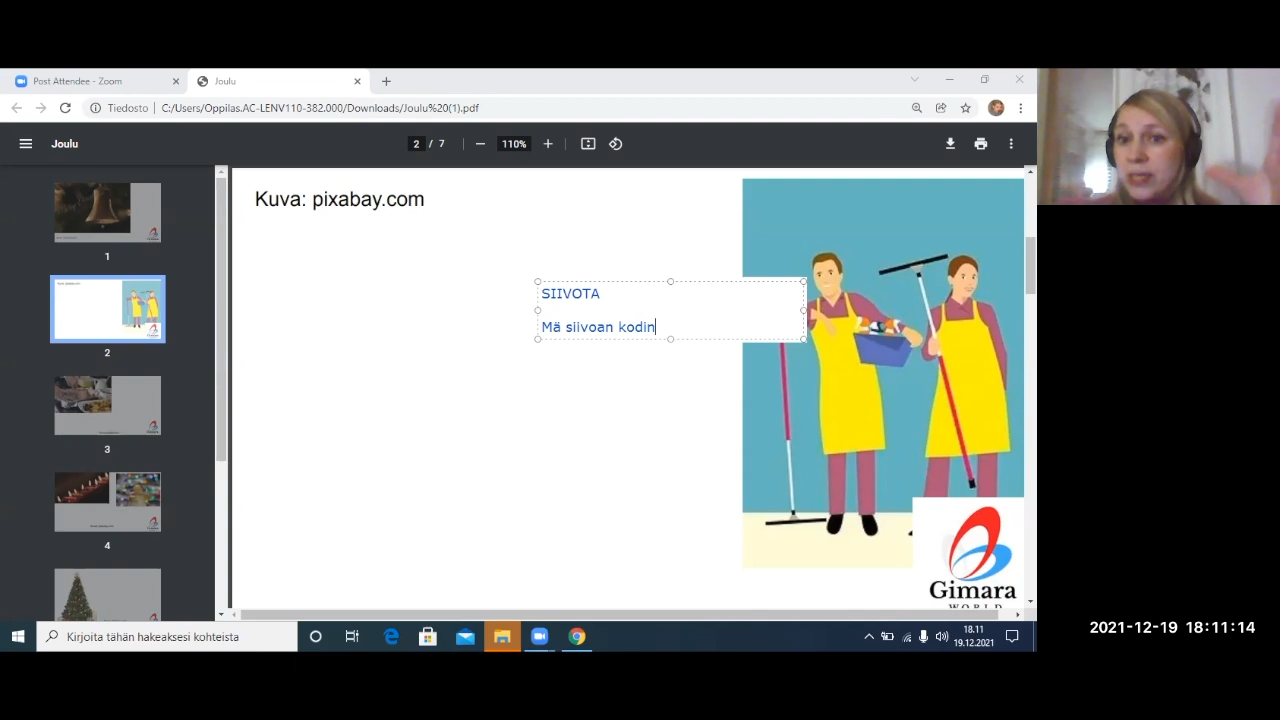 Post Attendee - Zoom
Joulu
Tiedosto
C:/Users/Oppilas.AC-LENV110-382.000/Downloads/Joulu%20(1).pdf
Joulu
2 / 7
110%
Kuva: pixabay.com
SIIVOTA
Mä siivoan kodin
1
2
3
4
Gimara
WORLD
Kirjoita tähän hakeaksesi kohteista
18.11
19.12.2021
2021-12-19 18:11:14